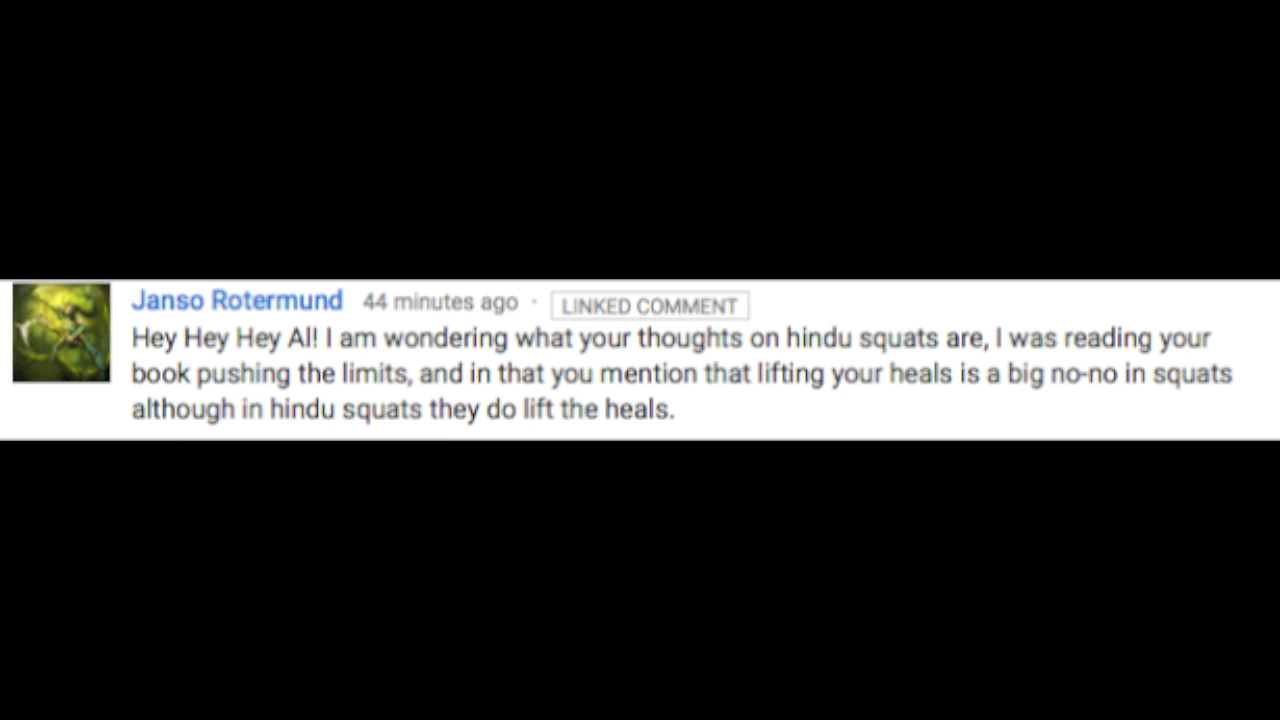 Janso Rotermund 44 minutes ago · LINKED COMMENT
Hey Hey Hey Al! I am wondering what your thoughts on hindu squats are, I was reading your
book pushing the limits, and in that you mention that lifting your heals is a big no-no in squats
although in hindu squats they do lift the heals.